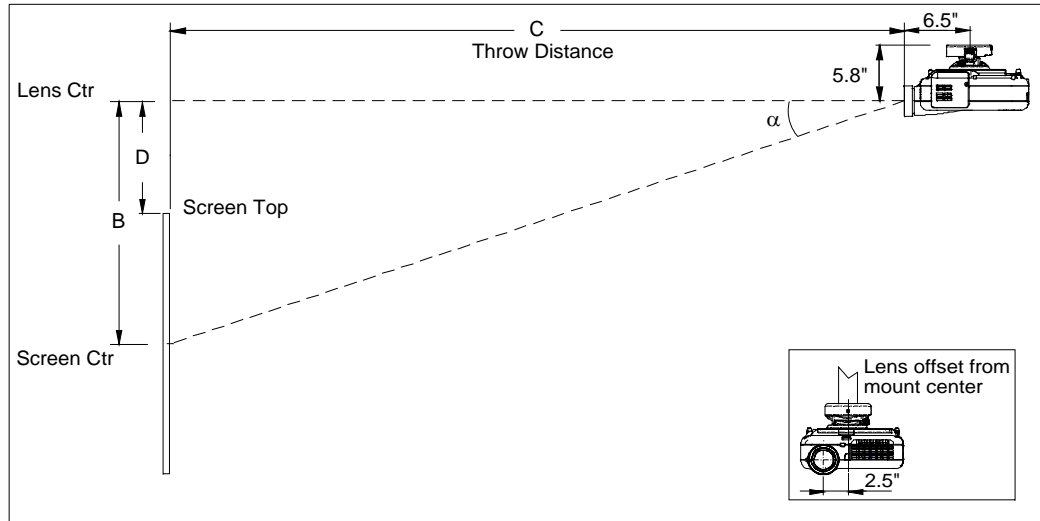 C
Throw Distance
6.5"
5.8"
Lens Ctr
α
D
B
Screen Top
Screen Ctr
Lens offset from
mount center
2.5"